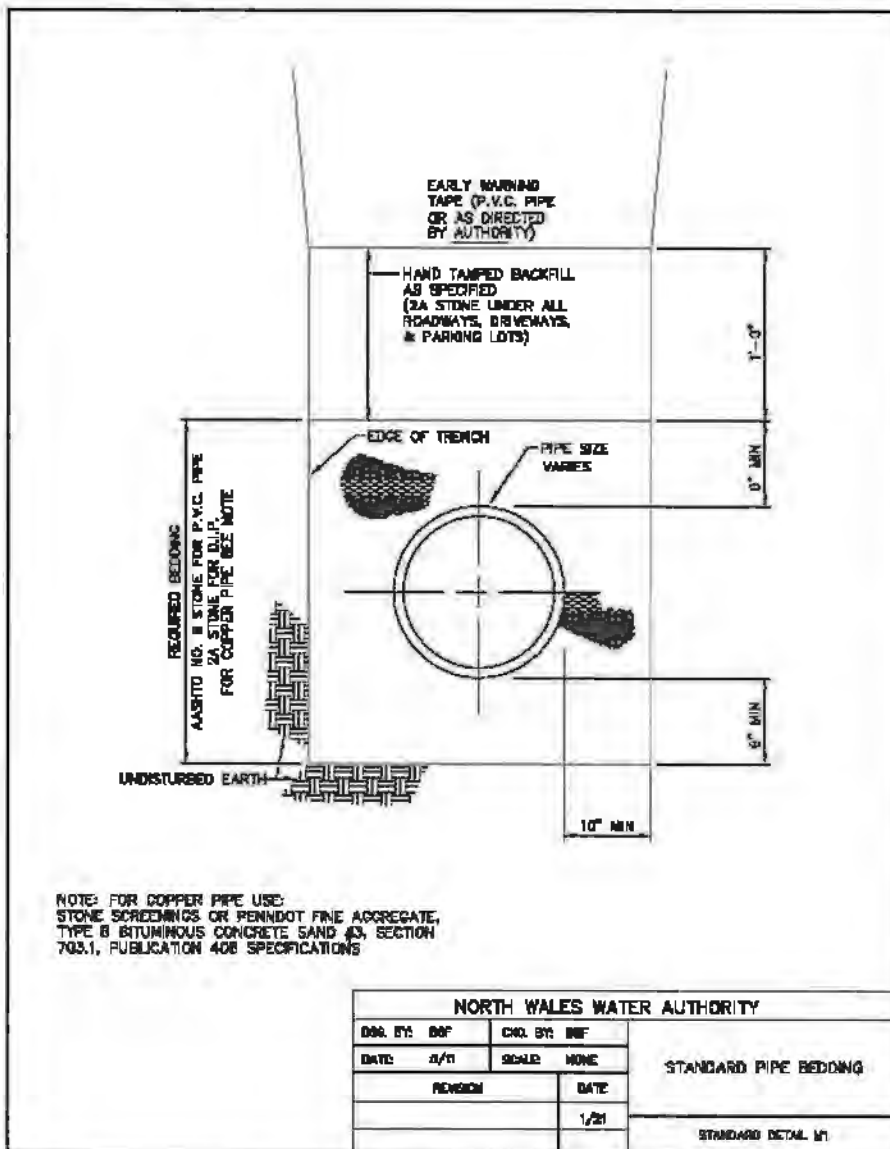 EARLY WARNING
TAPE (P.V.C. PIPE
OR AS DIRECTED
BY AUTHORITY)
HAND TAMPED BACKFILL
AS SPECIFIED
(2A STONE UNDER ALL
ROADWAYS, DRIVEWAYS,
& PARKING LOTS)
1'-0"
EDGE OF TRENCH
PIPE SIZE
VARIES
MIN
REQUIRED BEDDING
AASHTO NO. 8 STONE FOR P.V.C. PIPE
2A STONE FOR D.I.P.
FOR COPPER PIPE SEE NOTE
MIN
UNDISTURBED EARTH
10" MIN
NOTE: FOR COPPER PIPE USE:
STONE SCREENINGS OR PENNDOT FINE AGGREGATE,
TYPE B BITUMINOUS CONCRETE SAND #3, SECTION
703.1, PUBLICATION 408 SPECIFICATIONS
NORTH WALES WATER AUTHORITY
BY:
CHD. BY:
DATE:
SCALE: NONE
STANDARD PIPE BEDDING
REVISION
DATE
1/21
STANDARD DETAIL